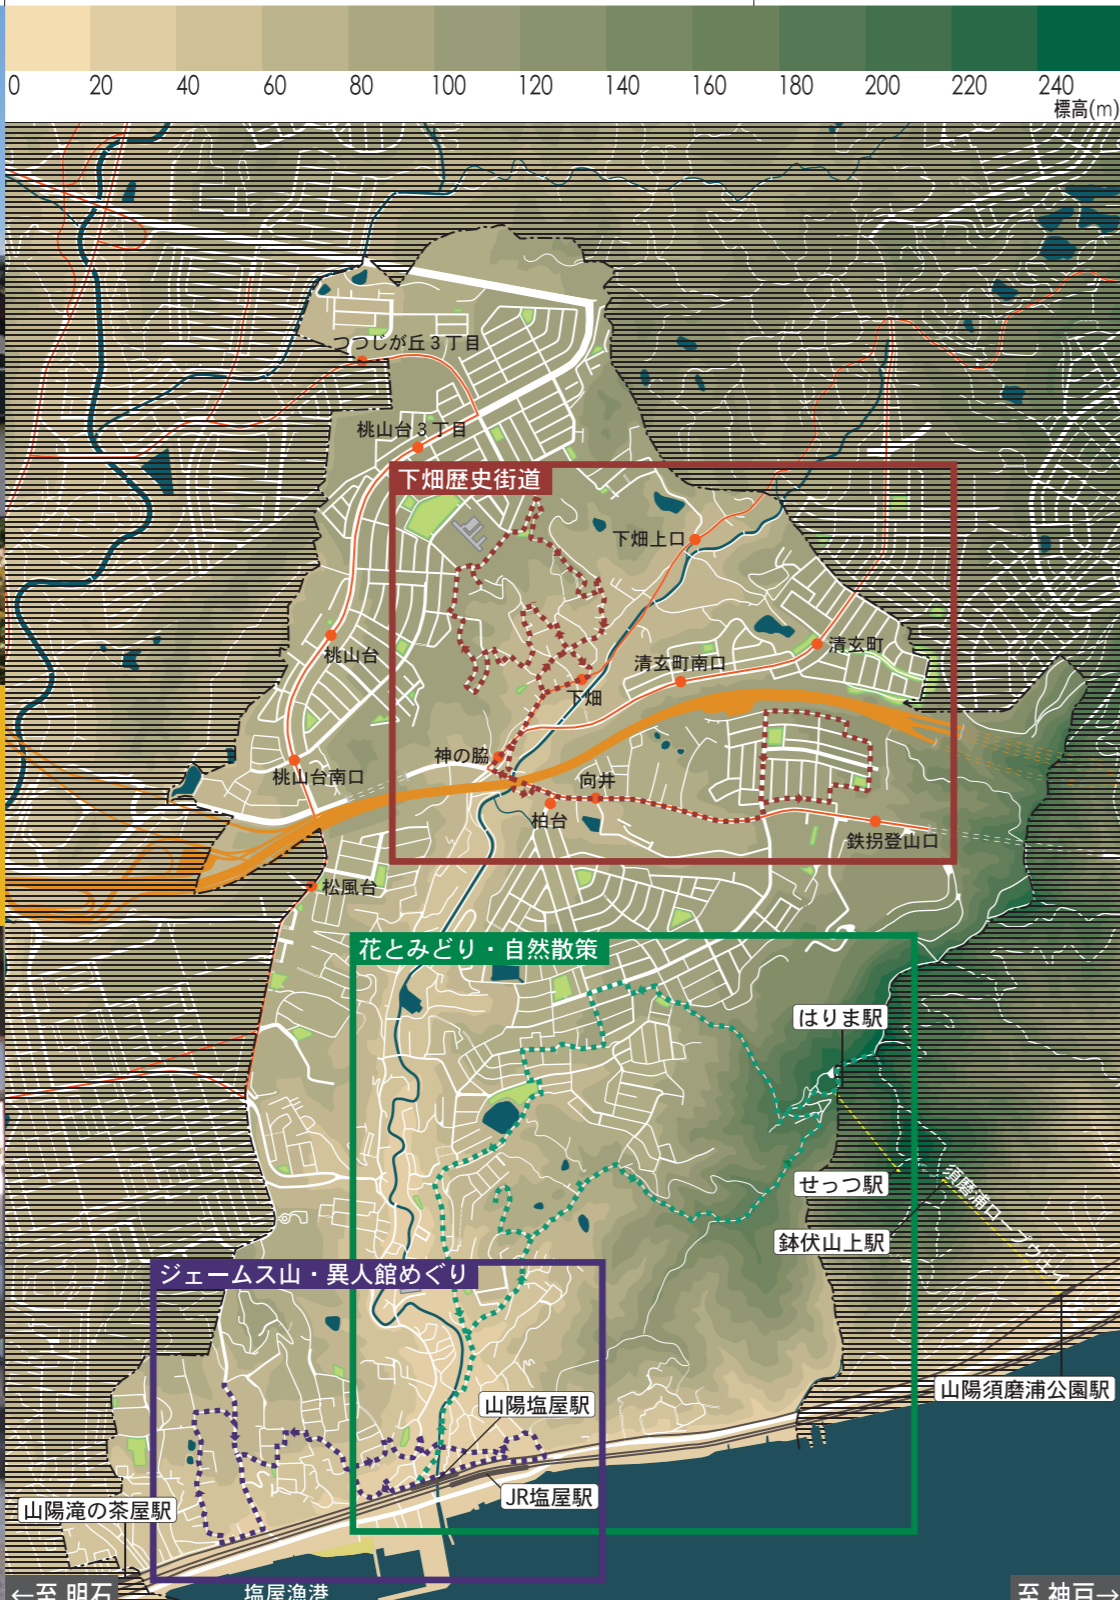 0 20 40 60 80 100 120 140 160 180 200 220 240
標高(m)
つつじが丘3丁目
桃山台3丁目
下畑歴史街道
下畑上口
清玄町
桃山台
清玄町南口
下畑
神の脇
桃山台南口
向井
柏台
鉄拐登山口
松風台
花とみどり・自然散策
はりま駅
せっつ駅
須磨浦ロープウェイ
鉢伏山上駅
ジェームス山・異人館めぐり
山陽須磨浦公園駅
山陽塩屋駅
JR塩屋駅
山陽滝の茶屋駅
←至 明石
塩屋漁港
至 神戸→